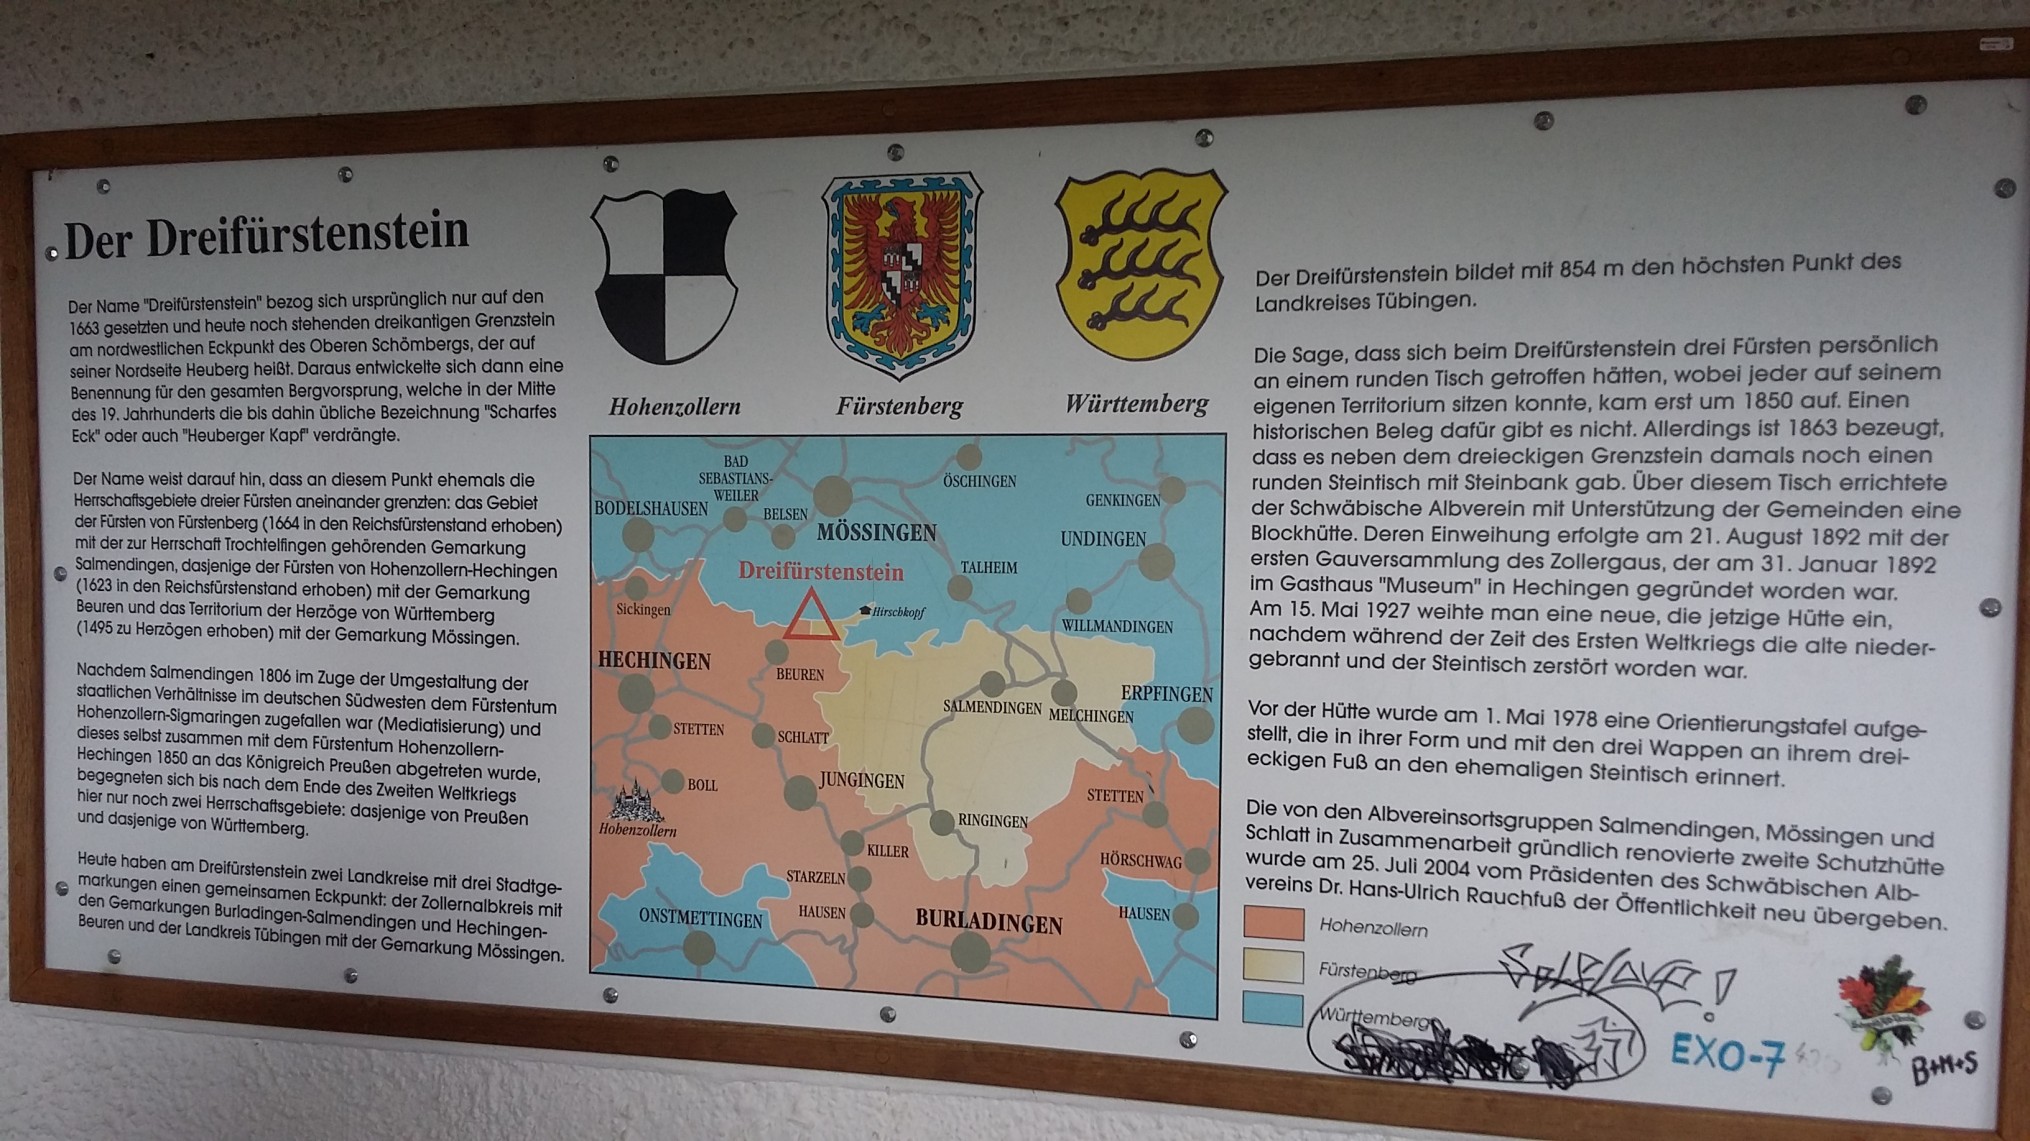 Der Dreifürstenstein
Der Name "Dreifürstenstein" bezog sich ursprünglich nur auf den
1663 gesetzten und heute noch stehenden dreikantigen Grenzstein
am nordwestlichen Eckpunkt des Oberen Schömbergs, der auf
seiner Nordseite Heuberg heißt. Daraus entwickelte sich dann eine
Benennung für den gesamten Bergvorsprung, welche in der Mitte
des 19. Jahrhunderts die bis dahin übliche Bezeichnung "Scharfes
Eck" oder auch "Heuberger Kapf" verdrängte.
Der Name weist darauf hin, dass an diesem Punkt ehemals die
Herrschaftsgebiete dreier Fürsten aneinander grenzten: das Gebiet
der Fürsten von Fürstenberg (1664 in den Reichsfürstenstand erhoben)
mit der zur Herrschaft Trochtelfingen gehörenden Gemarkung
Salmendingen, dasjenige der Fürsten von Hohenzollern-Hechingen
(1623 in den Reichsfürstenstand erhoben) mit der Gemarkung
Beuren und das Territorium der Herzöge von Württemberg
(1495 zu Herzögen erhoben) mit der Gemarkung Mössingen.
Nachdem Salmendingen 1806 im Zuge der Umgestaltung der
staatlichen Verhältnisse im deutschen Südwesten dem Fürstentum
Hohenzollern-Sigmaringen zugefallen war (Mediatisierung) und
dieses selbst zusammen mit dem Fürstentum Hohenzollern-
Hechingen 1850 an das Königreich Preußen abgetreten wurde,
begegneten sich bis nach dem Ende des Zweiten Weltkriegs
hier nur noch zwei Herrschaftsgebiete: dasjenige von Preußen
und dasjenige von Württemberg.
Heute haben am Dreifürstenstein zwei Landkreise mit drei Stadtge-
markungen einen gemeinsamen Eckpunkt: der Zollernalbkreis mit
den Gemarkungen Burladingen-Salmendingen und Hechingen-
Beuren und der Landkreis Tübingen mit der Gemarkung Mössingen.
Hohenzollern
Fürstenberg
Württemberg
BAD
SEBASTIANS-
WEILER
ÖSCHINGEN
GENKINGEN
BODELSHAUSEN
BELSEN
MÖSSINGEN
UNDINGEN
Dreifürstenstein
TALHEIM
Sickingen
Hirschkopf
WILLMANDINGEN
HECHINGEN
BEUREN
ERPFINGEN
SALMENDINGEN
MELCHINGEN
STETTEN
SCHLATT
BOLL
JUNGINGEN
STETTEN
Hohenzollern
RINGINGEN
KILLER
HÖRSCHWAG
STARZELN
ONSTMETTINGEN
HAUSEN
BURLADINGEN
HAUSEN
Der Dreifürstenstein bildet mit 854 m den höchsten Punkt des
Landkreises Tübingen.
Die Sage, dass sich beim Dreifürstenstein drei Fürsten persönlich
an einem runden Tisch getroffen hätten, wobei jeder auf seinem
eigenen Territorium sitzen konnte, kam erst um 1850 auf. Einen
historischen Beleg dafür gibt es nicht. Allerdings ist 1863 bezeugt,
dass es neben dem dreieckigen Grenzstein damals noch einen
runden Steintisch mit Steinbank gab. Über diesem Tisch errichtete
der Schwäbische Albverein mit Unterstützung der Gemeinden eine
Blockhütte. Deren Einweihung erfolgte am 21. August 1892 mit der
ersten Gauversammlung des Zollergaus, der am 31. Januar 1892
im Gasthaus "Museum" in Hechingen gegründet worden war.
Am 15. Mai 1927 weihte man eine neue, die jetzige Hütte ein,
nachdem während der Zeit des Ersten Weltkriegs die alte nieder-
gebrannt und der Steintisch zerstört worden war.
Vor der Hütte wurde am 1. Mai 1978 eine Orientierungstafel aufge-
stellt, die in ihrer Form und mit den drei Wappen an ihrem drei-
eckigen Fuß an den ehemaligen Steintisch erinnert.
Die von den Albvereinsortsgruppen Salmendingen, Mössingen und
Schlatt in Zusammenarbeit gründlich renovierte zweite Schutzhütte
wurde am 25. Juli 2004 vom Präsidenten des Schwäbischen Alb-
vereins Dr. Hans-Ulrich Rauchfuß der Öffentlichkeit neu übergeben.
Hohenzollern
Fürstenberg
Württemberg
EXO-7
B+M+S